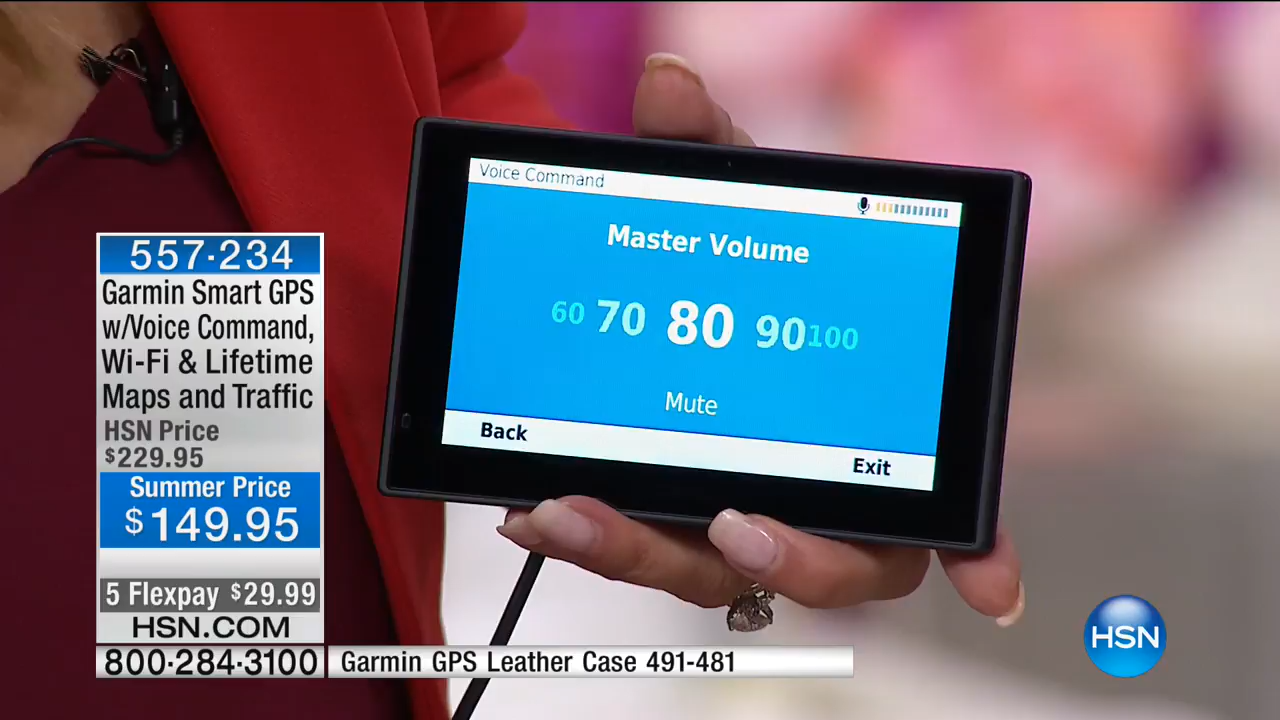 Voice Command
Master Volume
60 70 80 90 100
Mute
Back
Exit
557·234
Garmin Smart GPS
w/Voice Command,
Wi-Fi & Lifetime
Maps and Traffic
HSN Price
$229.95
Summer Price
$149.95
5 Flexpay $29.99
HSN.COM
800·284·3100
Garmin GPS Leather Case 491-481
HSN